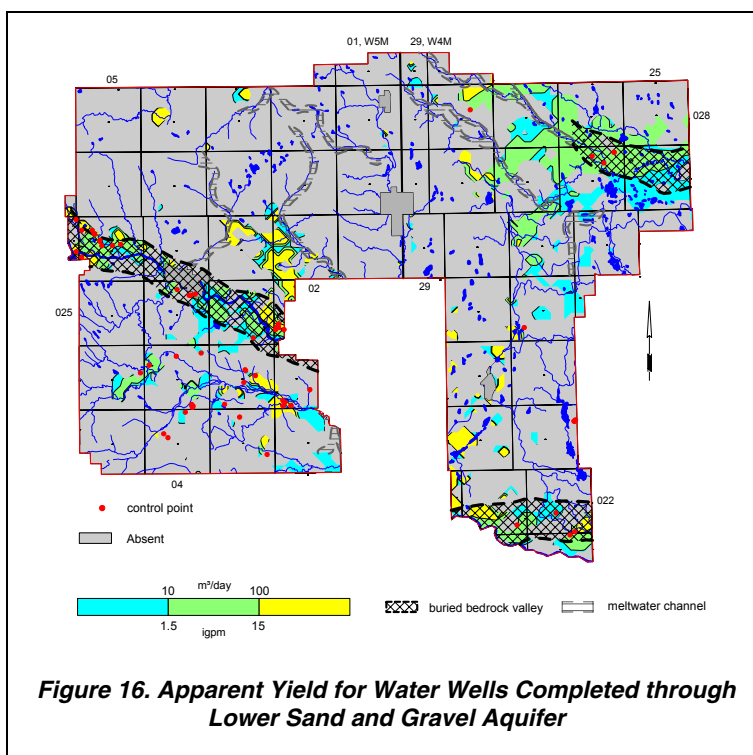 01, W5M 29, W4M
05
25
028
02
29
025
04
022
control point
Absent
10 m³/day 100
1.5 igpm 15
buried bedrock valley
meltwater channel
Figure 16. Apparent Yield for Water Wells Completed through
Lower Sand and Gravel Aquifer